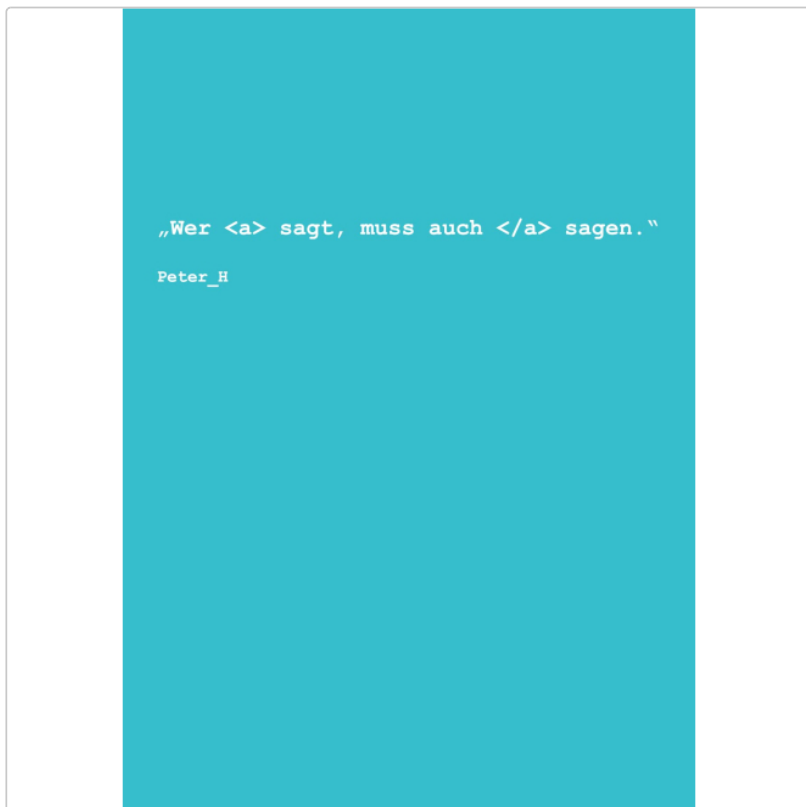 „Wer <a> sagt, muss auch </a> sagen.‟
Peter_H